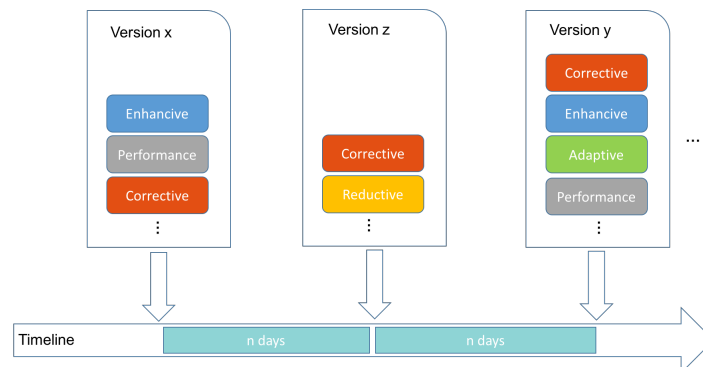 Version x
Enhancive
Performance
Corrective
⋮
Version z
Corrective
Reductive
⋮
Version y
Corrective
Enhancive
Adaptive
Performance
⋮
...
Timeline
n days
n days